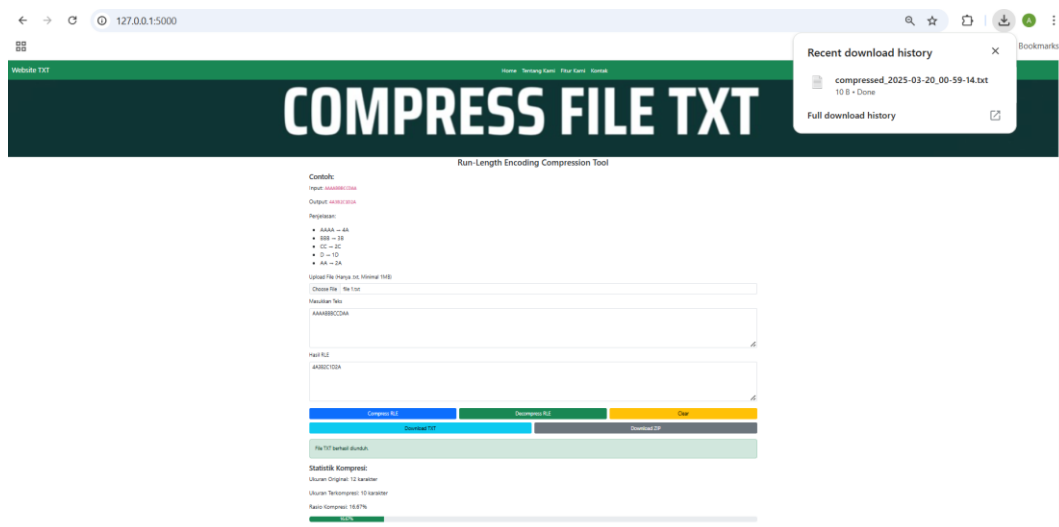 127.0.0.1:5000
Bookmarks
Recent download history
compressed_2025-03-20_00-59-14.txt
10 B • Done
Full download history
Website TXT
Home Tentang Kami Fitur Kami Kontak
COMPRESS FILE TXT
Run-Length Encoding Compression Tool
Contoh:
Input: AAAABBBCCDAA
Output: 4A3B2C1D2A
Penjelasan:
AAAA → 4A
BBB → 3B
CC → 2C
D → 1D
AA → 2A
Upload File (Hanya .txt, Minimal 1MB)
Choose File file 1.txt
Masukkan Teks
AAAABBBCCDAA
Hasil RLE
4A3B2C1D2A
Compress RLE Decompress RLE Clear
Download TXT Download ZIP
File TXT berhasil diunduh.
Statistik Kompresi:
Ukuran Original: 12 karakter
Ukuran Terkompresi: 10 karakter
Rasio Kompresi: 16.67%
16.67%